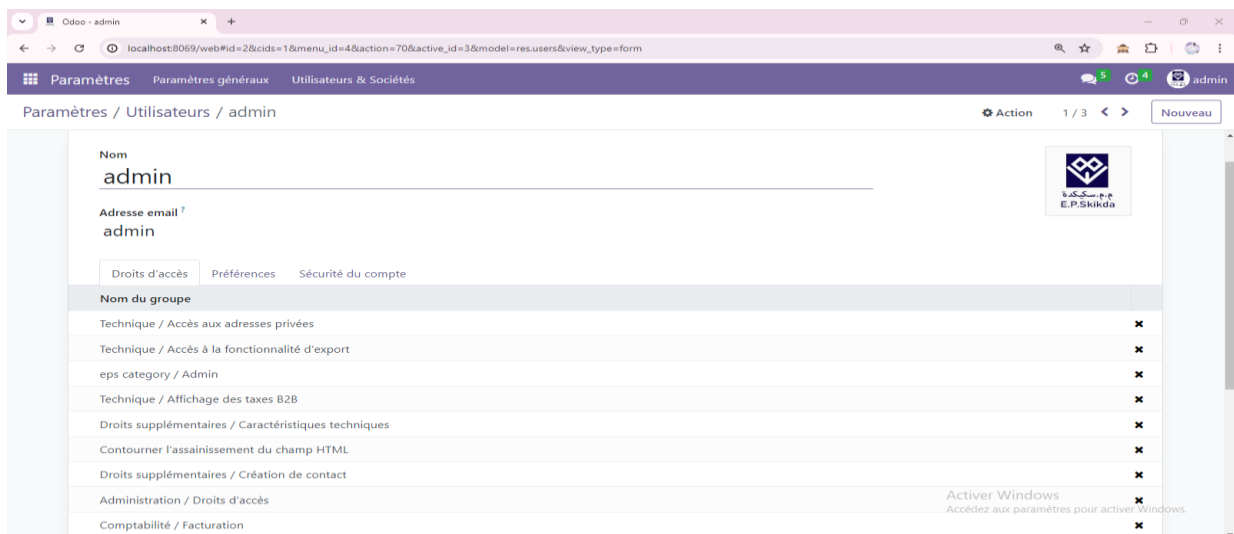 Odoo - admin
localhost:8069/web#id=2&cids=1&menu_id=4&action=70&active_id=3&model=res.users&view_type=form
Paramètres Paramètres généraux Utilisateurs & Sociétés 5 4 admin
Paramètres / Utilisateurs / admin Action 1 / 3 Nouveau
Nom
admin
م.م.سكيكدة
E.P.Skikda
Adresse email ?
admin
Droits d'accès Préférences Sécurité du compte
Nom du groupe
Technique / Accès aux adresses privées
Technique / Accès à la fonctionnalité d'export
eps category / Admin
Technique / Affichage des taxes B2B
Droits supplémentaires / Caractéristiques techniques
Contourner l'assainissement du champ HTML
Droits supplémentaires / Création de contact
Administration / Droits d'accès
Comptabilité / Facturation
Activer Windows
Accédez aux paramètres pour activer Windows.